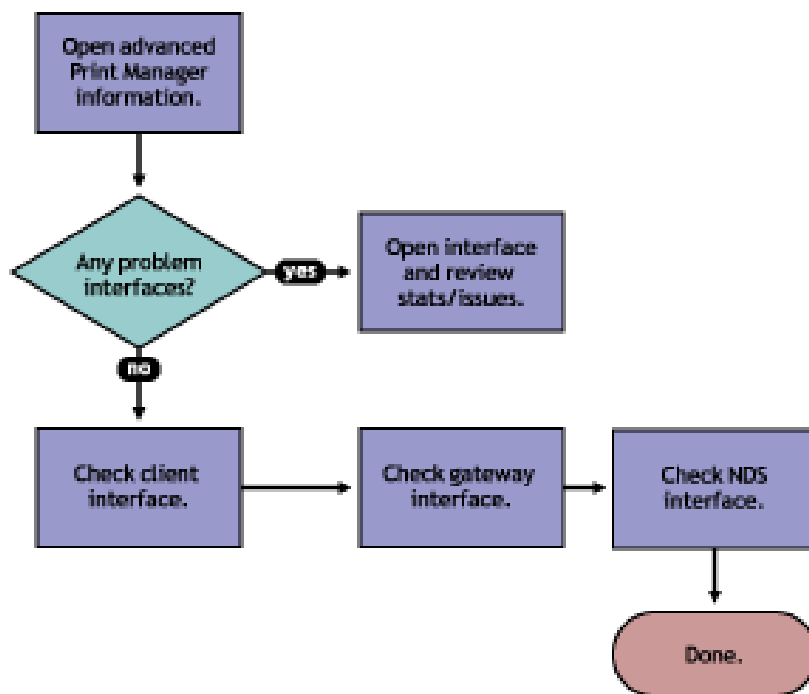 Open advanced
Print Manager
information.
Any problem
interfaces?
yes
Open interface
and review
stats/issues.
no
Check client
interface.
Check gateway
interface.
Check NDS
interface.
Done.